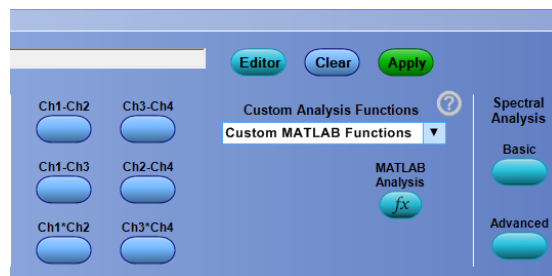 Editor Clear Apply
Ch1-Ch2 Ch3-Ch4 Custom Analysis Functions ? Spectral
Analysis
Custom MATLAB Functions ▼
Basic
Ch1-Ch3 Ch2-Ch4 MATLAB
Analysis
fx
Ch1*Ch2 Ch3*Ch4 Advanced